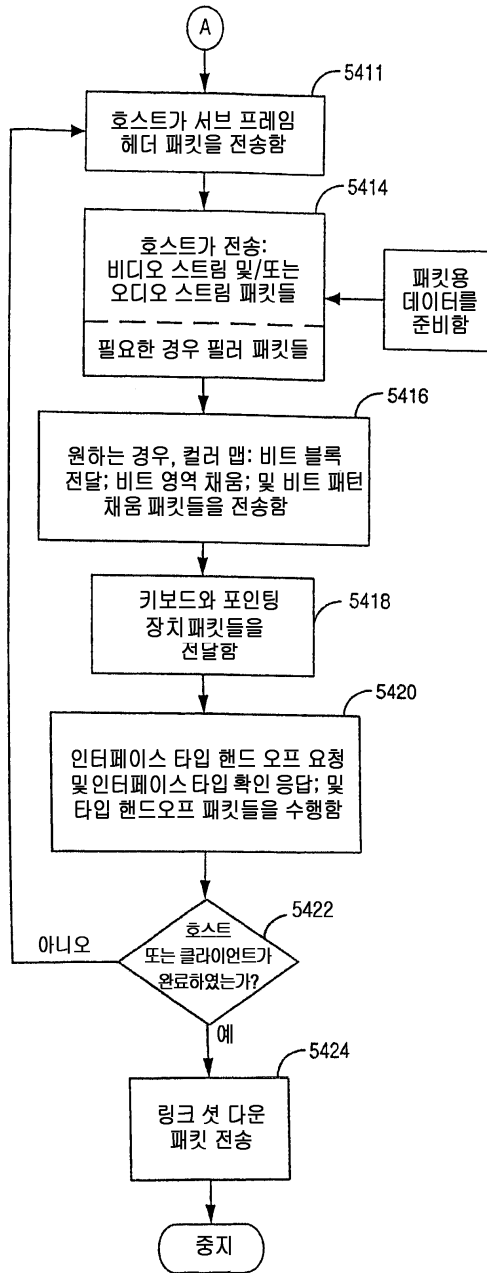 A
5411
호스트가 서브 프레임
헤더 패킷을 전송함
5414
호스트가 전송:
비디오 스트림 및/또는
오디오 스트림 패킷들
필요한 경우 필러 패킷들
패킷용
데이터를
준비함
5416
원하는 경우, 컬러 맵: 비트 블록
전달; 비트 영역 채움; 및 비트 패턴
채움 패킷들을 전송함
키보드와 포인팅
장치패킷들을
전달함
5418
5420
인터페이스 타입 핸드 오프 요청
및인터페이스타입 확인 응답; 및
타입 핸드오프 패킷들을 수행함
5422
호스트
또는 클라이언트가
완료하였는가?
아니오
예
5424
링크 셧 다운
패킷 전송
중지